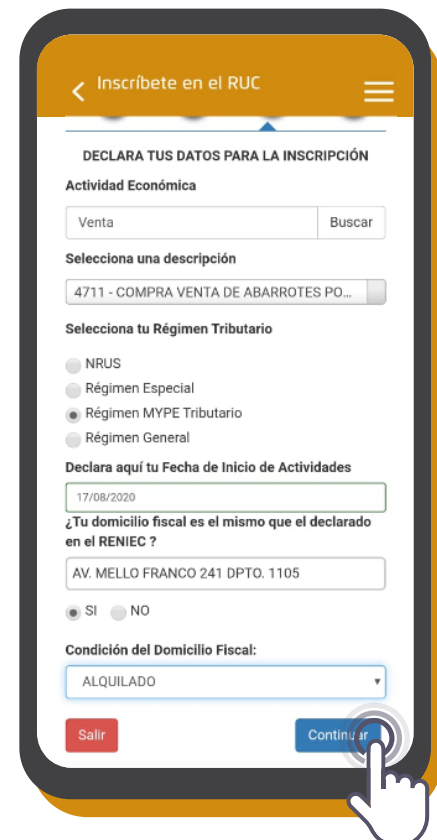 Inscríbete en el RUC
DECLARA TUS DATOS PARA LA INSCRIPCIÓN
Actividad Económica
Venta
Buscar
Selecciona una descripción
4711 - COMPRA VENTA DE ABARROTES PO...
Selecciona tu Régimen Tributario
NRUS
Régimen Especial
Régimen MYPE Tributario
Régimen General
Declara aquí tu Fecha de Inicio de Actividades
17/08/2020
¿Tu domicilio fiscal es el mismo que el declarado
en el RENIEC ?
AV. MELLO FRANCO 241 DPTO. 1105
SI NO
Condición del Domicilio Fiscal:
ALQUILADO
Salir
Continuar